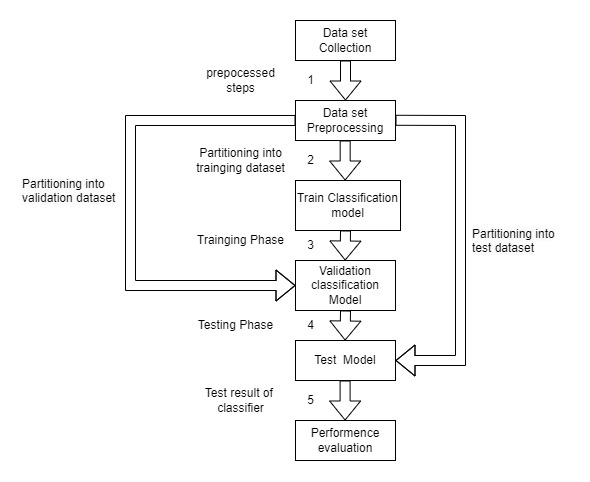 Data set
Collection
prepocessed
steps
1
Data set
Preprocessing
Partitioning into
trainging dataset
2
Partitioning into
validation dataset
Train Classification
model
Partitioning into
test dataset
Trainging Phase
3
Validation
classification
Model
Testing Phase
4
Test  Model
Test result of
classifier
5
Performence
evaluation